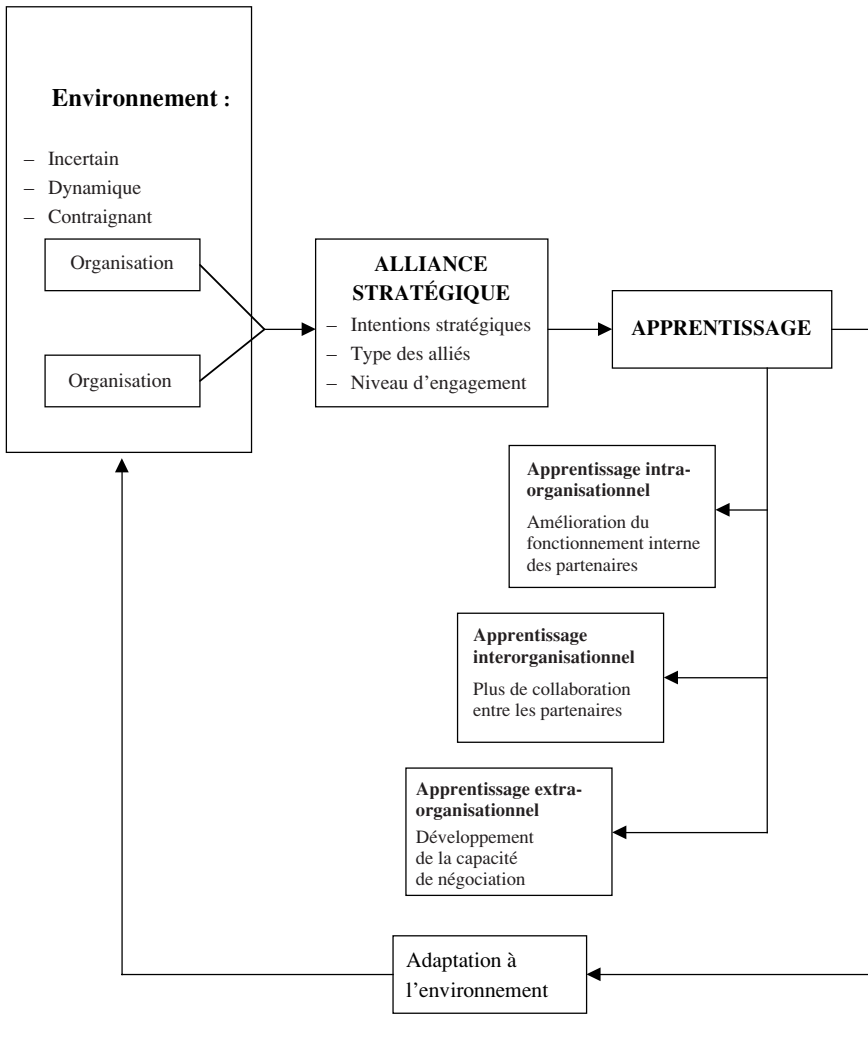 Environnement :
– Incertain
– Dynamique
– Contraignant
Organisation
Organisation
ALLIANCE
STRATÉGIQUE
– Intentions stratégiques
– Type des alliés
– Niveau d’engagement
APPRENTISSAGE
Apprentissage intra-
organisationnel
Amélioration du
fonctionnement interne
des partenaires
Apprentissage
interorganisationnel
Plus de collaboration
entre les partenaires
Apprentissage extra-
organisationnel
Développement
de la capacité
de négociation
Adaptation à
l’environnement